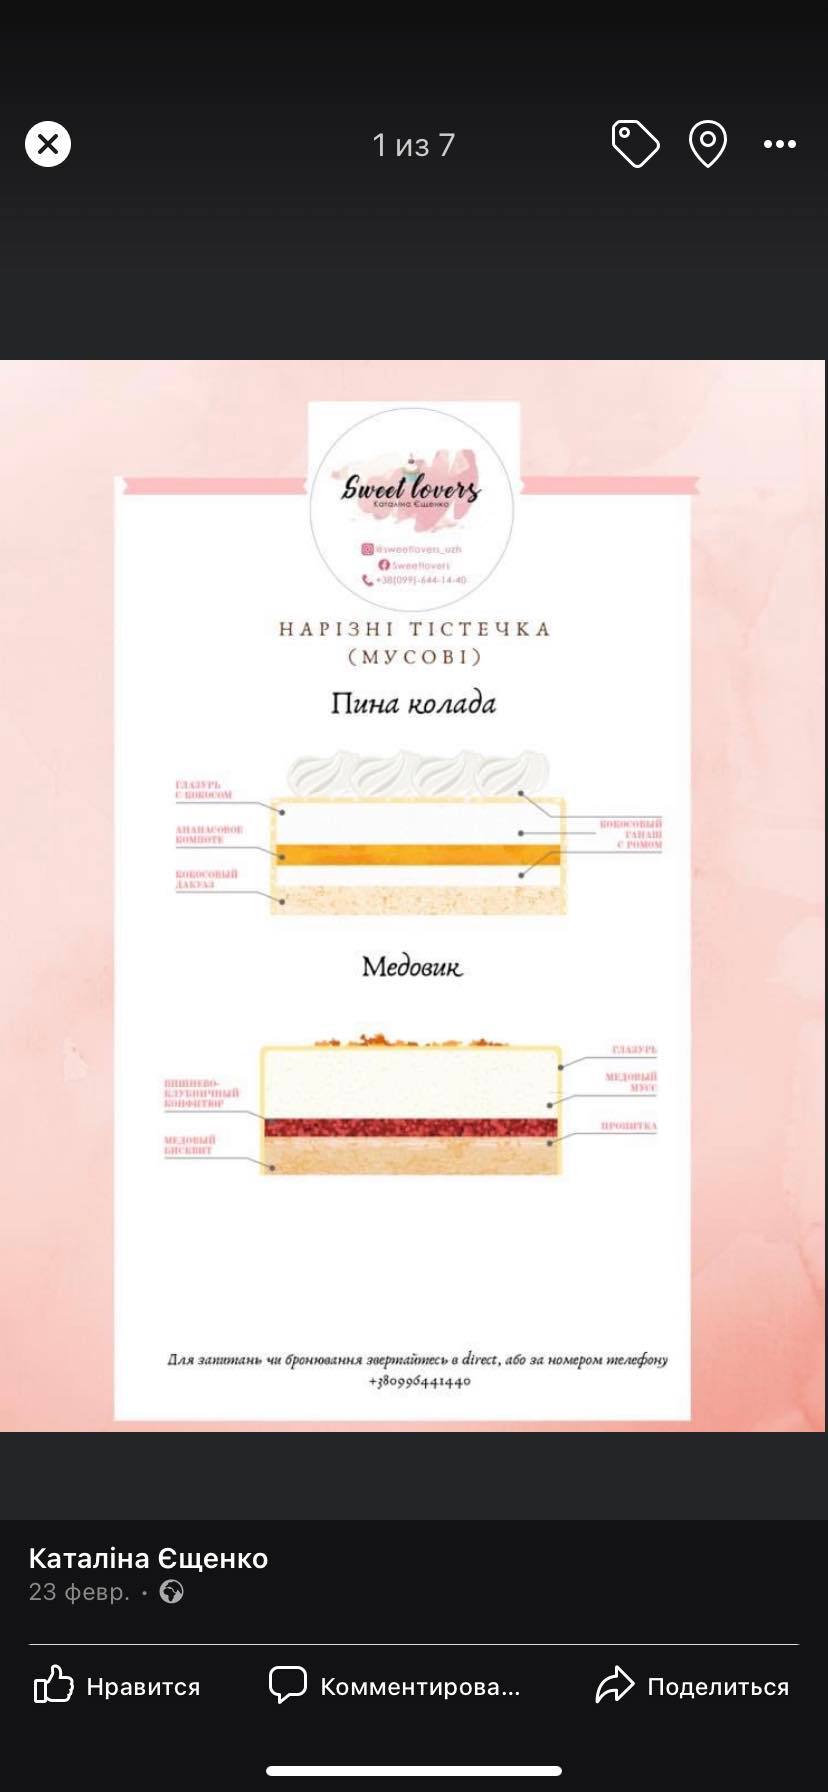 1 из 7
Sweet lovers
Каталіна Єщенко
@sweetlovers_uzh
Sweetlovers
+38(099)-644-14-40
НАРІЗНІ ТІСТЕЧКА
(МУСОВІ)
Пина колада
ГЛАЗУРЬ
С КОКОСОМ
АНАНАСОВОЕ
КОМПОТЕ
КОКОСОВЫЙ
ДАКУАЗ
КОКОСОВЫЙ
ГАНАШ
С РОМОМ
Медовик
ВИШНЕВО-
КЛУБНИЧНЫЙ
КОНФИТЮР
МЕДОВЫЙ
БИСКВИТ
ГЛАЗУРЬ
МЕДОВЫЙ
МУСС
ПРОПИТКА
Для запитань чи бронювання звертайтесь в direct, або за номером телефону
+380996441440
Каталіна Єщенко
23 февр. ·
Нравится
Комментирова...
Поделиться